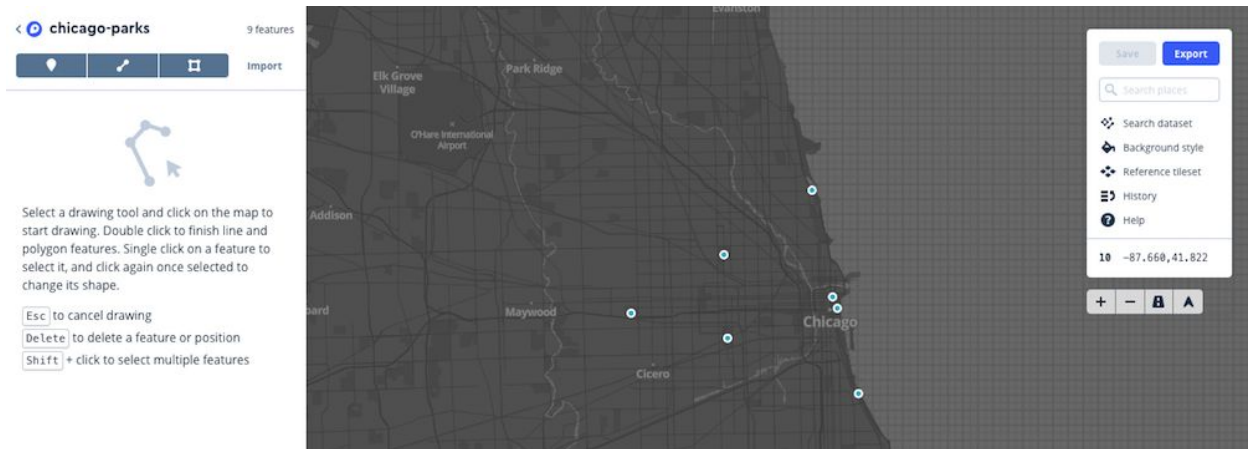 chicago-parks
9 features
Import
Select a drawing tool and click on the map to
start drawing. Double click to finish line and
polygon features. Single click on a feature to
select it, and click again once selected to
change its shape.
Esc to cancel drawing
Delete to delete a feature or position
Shift + click to select multiple features
Evanston
Park Ridge
Elk Grove
Village
O'Hare International
Airport
Addison
Maywood
Chicago
Cicero
Save
Export
Search places
Search dataset
Background style
Reference tileset
History
Help
10 -87.660,41.822